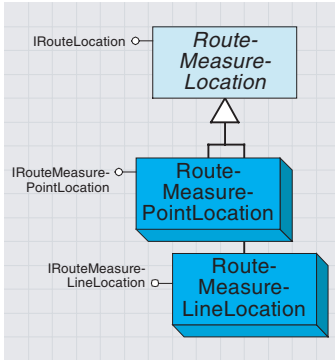 IRouteLocation
Route-
Measure-
Location
IRouteMeasure-
PointLocation
Route-
Measure-
PointLocation
IRouteMeasure-
LineLocation
Route-
Measure-
LineLocation